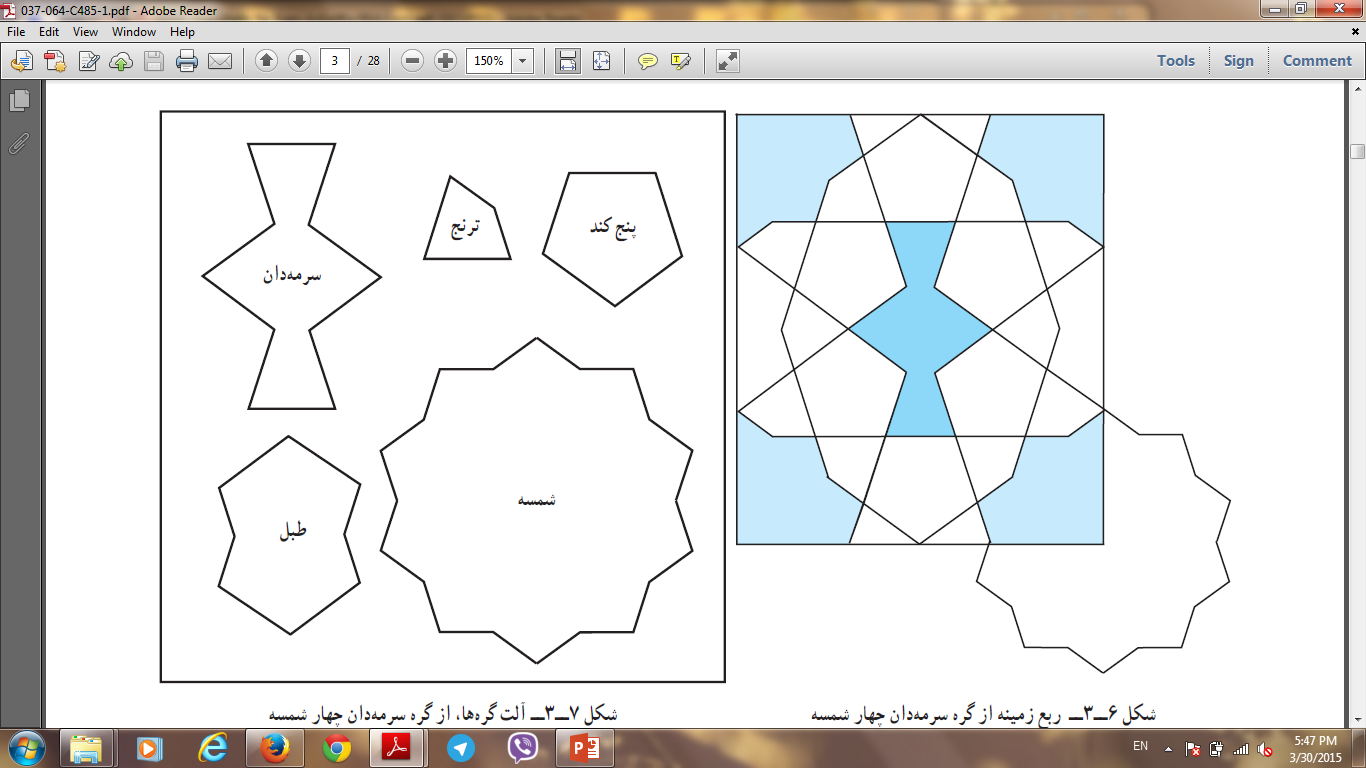 037-064-C485-1.pdf - Adobe Reader
File Edit View Window Help
3 / 28 150% Tools Sign Comment
سرمه‌دان
ترنج
پنج کند
طبل
شمسه
شکل ۶ــ۳ــ ربع زمینه از گره سرمه‌دان چهار شمسه
شکل ۷ــ۳ــ آلت گره‌ها، از گره سرمه‌دان چهار شمسه
EN 5:47 PM
3/30/2015